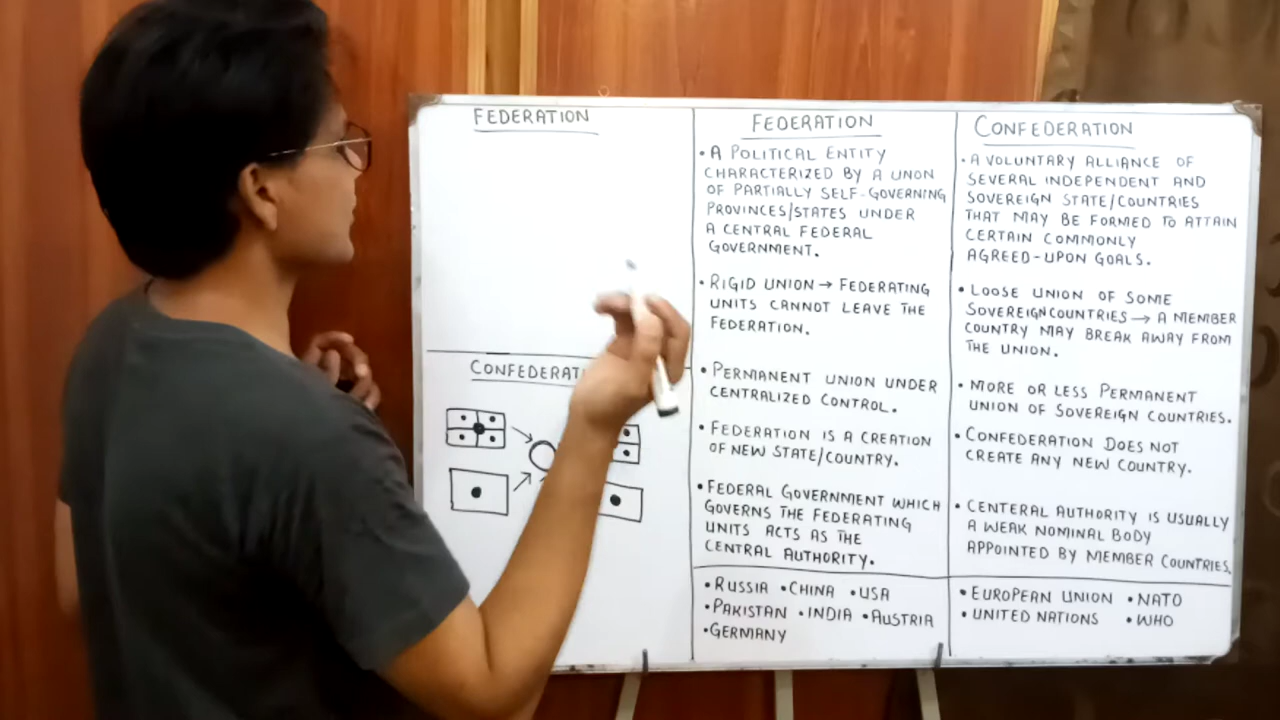 FEDERATION
CONFEDERATI
FEDERATION
• A POLITICAL ENTITY
CHARACTERIZED BY A UNON
OF PARTIALLY SELF-GOVERNING
PROVINCES/STATES UNDER
A CENTRAL FEDERAL
GOVERNMENT.
• RIGID UNION → FEDERATING
UNITS CANNOT LEAVE THE
FEDERATION.
• PERMANENT UNION UNDER
CENTRALIZED CONTROL.
• FEDERATION IS A CREATION
OF NEW STATE/COUNTRY.
• FEDERAL GOVERNMENT WHICH
GOVERNS THE FEDERATING
UNITS ACTS AS THE
CENTRAL AUTHORITY.
• RUSSIA • CHINA • USA
• PAKISTAN • INDIA • AUSTRIA
• GERMANY
CONFEDERATION
• A VOLUNTARY ALLIANCE OF
SEVERAL INDEPENDENT AND
SOVEREIGN STATE/COUNTRIES
THAT MAY BE FORMED TO ATTAIN
CERTAIN COMMONLY
AGREED-UPON GOALS.
• LOOSE UNION OF SOME
SOVEREIGN COUNTRIES → A MEMBER
COUNTRY MAY BREAK AWAY FROM
THE UNION.
• MORE OR LESS PERMANENT
UNION OF SOVEREIGN COUNTRIES.
• CONFEDERATION DOES NOT
CREATE ANY NEW COUNTRY.
• CENTERAL AUTHORITY IS USUALLY
A WEAK NOMINAL BODY
APPOINTED BY MEMBER COUNTRIES.
• EUROPEAN UNION • NATO
• UNITED NATIONS • WHO